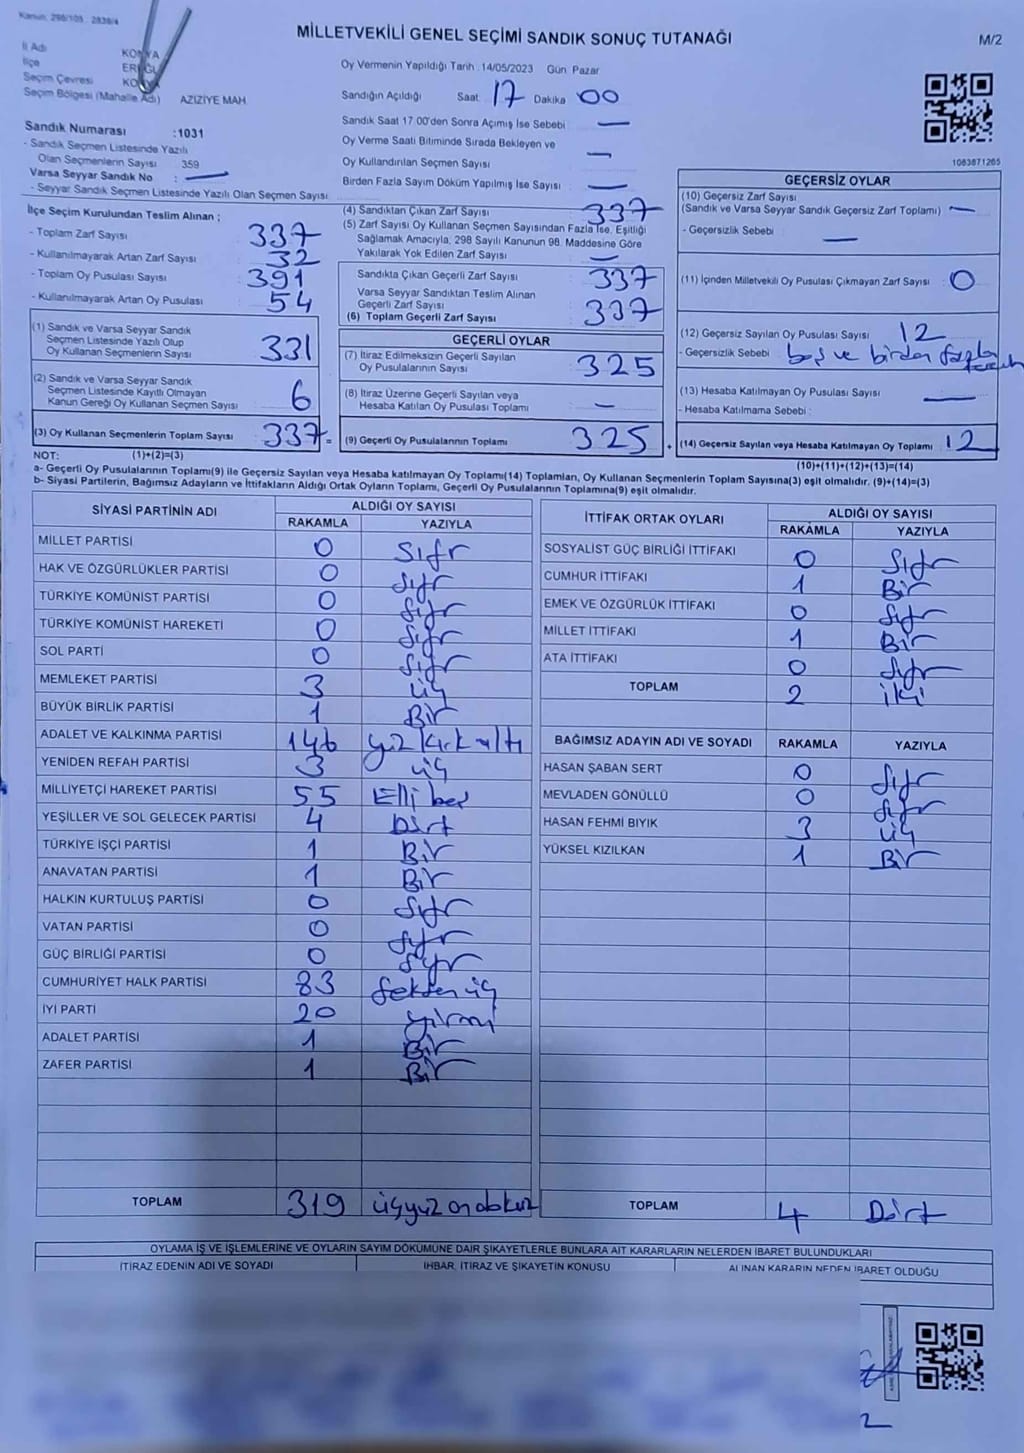 Kanun: 298/105 - 2839/4
MİLLETVEKİLİ GENEL SEÇİMİ SANDIK SONUÇ TUTANAĞI
M/2
İl Adı KONYA
İlçe EREĞLİ
Seçim Çevresi KONYA
Seçim Bölgesi (Mahalle Adı) AZİZİYE MAH.
Sandık Numarası :1031
- Sandık Seçmen Listesinde Yazılı
Olan Seçmenlerin Sayısı 359
Varsa Seyyar Sandık No : —
- Seyyar Sandık Seçmen Listesinde Yazılı Olan Seçmen Sayısı
Oy Vermenin Yapıldığı Tarih :14/05/2023 Gün: Pazar
Sandığın Açıldığı Saat: 17 Dakika 00
Sandık Saat 17.00'den Sonra Açımış İse Sebebi : —
Oy Verme Saati Bitiminde Sırada Bekleyen ve
Oy Kullandırılan Seçmen Sayısı : —
Birden Fazla Sayım Döküm Yapılmış İse Sayısı : —
1083871265
İlçe Seçim Kurulundan Teslim Alınan ;
- Toplam Zarf Sayısı : 337
- Kullanılmayarak Artan Zarf Sayısı : 32
- Toplam Oy Pusulası Sayısı : 391
- Kullanılmayarak Artan Oy Pusulası : 54
(1) Sandık ve Varsa Seyyar Sandık
Seçmen Listesinde Yazılı Olup
Oy Kullanan Seçmenlerin Sayısı : 331
(2) Sandık ve Varsa Seyyar Sandık
Seçmen Listesinde Kayıtlı Olmayan
Kanun Gereği Oy Kullanan Seçmen Sayısı : 6
(3) Oy Kullanan Seçmenlerin Toplam Sayısı : 337 =
(4) Sandıktan Çıkan Zarf Sayısı : 337
(5) Zarf Sayısı Oy Kullanan Seçmen Sayısından Fazla İse, Eşitliği
Sağlamak Amacıyla, 298 Sayılı Kanunun 98. Maddesine Göre
Yakılarak Yok Edilen Zarf Sayısı : —
Sandıkta Çıkan Geçerli Zarf Sayısı : 337
Varsa Seyyar Sandıktan Teslim Alınan
Geçerli Zarf Sayısı :
(6) Toplam Geçerli Zarf Sayısı : 337
GEÇERLİ OYLAR
(7) İtiraz Edilmeksizin Geçerli Sayılan
Oy Pusulalarının Sayısı : 325
(8) İtiraz Üzerine Geçerli Sayılan veya
Hesaba Katılan Oy Pusulası Toplamı : —
(9) Geçerli Oy Pusulalarının Toplamı : 325 +
GEÇERSİZ OYLAR
(10) Geçersiz Zarf Sayısı
(Sandık ve Varsa Seyyar Sandık Geçersiz Zarf Toplamı) : —
- Geçersizlik Sebebi : —
(11) İçinden Milletvekili Oy Pusulası Çıkmayan Zarf Sayısı : 0
(12) Geçersiz Sayılan Oy Pusulası Sayısı : 12
- Geçersizlik Sebebi : boş ve birden fazla
(13) Hesaba Katılmayan Oy Pusulası Sayısı : —
- Hesaba Katılmama Sebebi :
(14) Geçersiz Sayılan veya Hesaba Katılmayan Oy Toplamı : 12
NOT: (1)+(2)=(3)
(10)+(11)+(12)+(13)=(14)
a- Geçerli Oy Pusulalarının Toplamı(9) ile Geçersiz Sayılan veya Hesaba katılmayan Oy Toplamı(14) Toplamları, Oy Kullanan Seçmenlerin Toplam Sayısına(3) eşit olmalıdır. (9)+(14)=(3)
b- Siyasi Partilerin, Bağımsız Adayların ve İttifakların Aldığı Ortak Oyların Toplamı, Geçerli Oy Pusulalarının Toplamına(9) eşit olmalıdır.
SİYASİ PARTİNİN ADI ALDIĞI OY SAYISI
RAKAMLA YAZIYLA
MİLLET PARTİSİ 0 Sıfır
HAK VE ÖZGÜRLÜKLER PARTİSİ 0 Sıfır
TÜRKİYE KOMÜNİST PARTİSİ 0 Sıfır
TÜRKİYE KOMÜNİST HAREKETİ 0 Sıfır
SOL PARTİ 0 Sıfır
MEMLEKET PARTİSİ 3 üç
BÜYÜK BİRLİK PARTİSİ 1 Bir
ADALET VE KALKINMA PARTİSİ 146 yüz kırk altı
YENİDEN REFAH PARTİSİ 3 üç
MİLLİYETÇİ HAREKET PARTİSİ 55 Elli beş
YEŞİLLER VE SOL GELECEK PARTİSİ 4 Dört
TÜRKİYE İŞÇİ PARTİSİ 1 Bir
ANAVATAN PARTİSİ 1 Bir
HALKIN KURTULUŞ PARTİSİ 0 Sıfır
VATAN PARTİSİ 0 Sıfır
GÜÇ BİRLİĞİ PARTİSİ 0 Sıfır
CUMHURİYET HALK PARTİSİ 83 Seksen üç
İYİ PARTİ 20 yirmi
ADALET PARTİSİ 1 Bir
ZAFER PARTİSİ 1 Bir
TOPLAM 319 üçyüz on dokuz
İTTİFAK ORTAK OYLARI ALDIĞI OY SAYISI
RAKAMLA YAZIYLA
SOSYALİST GÜÇ BİRLİĞİ İTTİFAKI 0 Sıfır
CUMHUR İTTİFAKI 1 Bir
EMEK VE ÖZGÜRLÜK İTTİFAKI 0 Sıfır
MİLLET İTTİFAKI 1 Bir
ATA İTTİFAKI 0 Sıfır
TOPLAM 2 iki
BAĞIMSIZ ADAYIN ADI VE SOYADI RAKAMLA YAZIYLA
HASAN ŞABAN SERT 0 Sıfır
MEVLADEN GÖNÜLLÜ 0 Sıfır
HASAN FEHMİ BIYIK 3 üç
YÜKSEL KIZILKAN 1 Bir
TOPLAM 4 Dört
OYLAMA İŞ VE İŞLEMLERİNE VE OYLARIN SAYIM DÖKÜMÜNE DAİR ŞİKAYETLERLE BUNLARA AİT KARARLARIN NELERDEN İBARET BULUNDUKLARI
İTİRAZ EDENİN ADI VE SOYADI İHBAR, İTİRAZ VE ŞİKAYETİN KONUSU ALINAN KARARIN NEDEN İBARET OLDUĞU